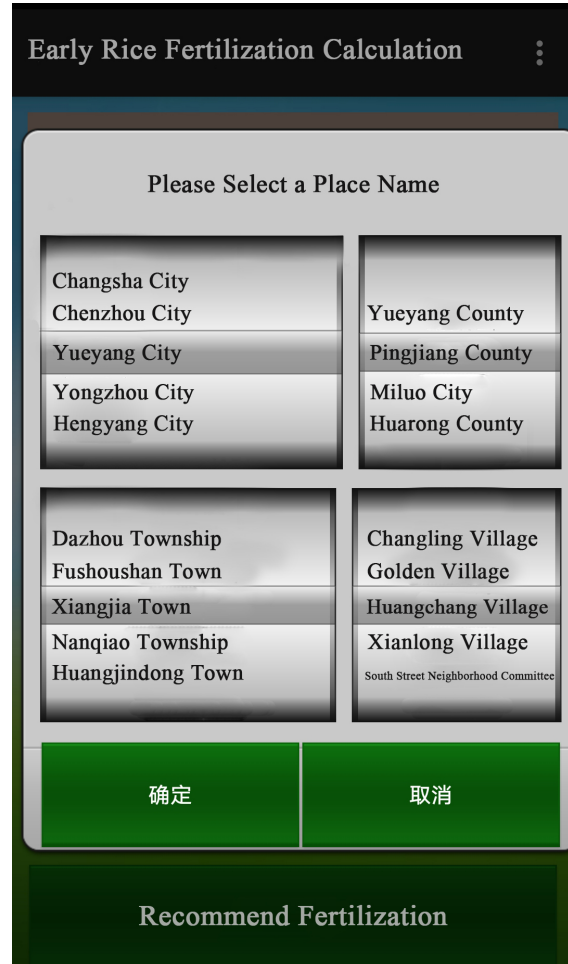 Early Rice Fertilization Calculation
Please Select a Place Name
Changsha City
Chenzhou City
Yueyang City
Yongzhou City
Hengyang City
Yueyang County
Pingjiang County
Miluo City
Huarong County
Dazhou Township
Fushoushan Town
Xiangjia Town
Nanqiao Township
Huangjindong Town
Changling Village
Golden Village
Huangchang Village
Xianlong Village
South Street Neighborhood Committee
确定
取消
Recommend Fertilization